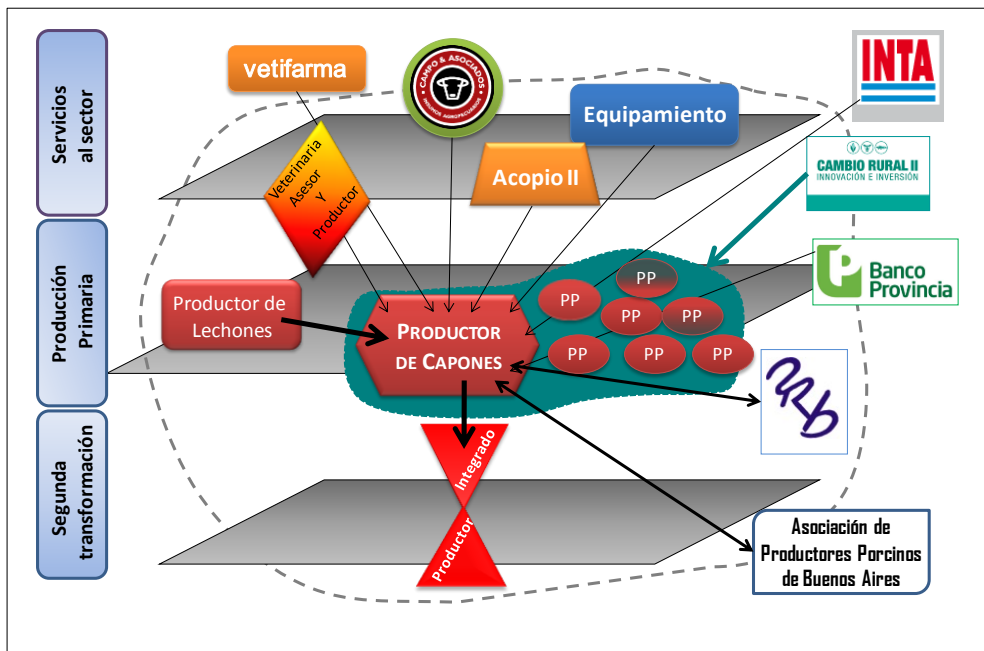 Servicios
al sector
Producción
Primaria
Segunda
transformación
vetifarma
CAMPO & ASOCIADOS
INSUMOS AGROPECUARIOS
Equipamiento
Acopio II
Veterinaria
Asesor
Y
Productor
INTA
CAMBIO RURAL II
INNOVACIÓN E INVERSIÓN
Banco
Provincia
Productor de
Lechones
PRODUCTOR
DE CAPONES
PP
PP
PP
PP
PP
PP
PP
Integrado
Productor
Asociación de
Productores Porcinos
de Buenos Aires